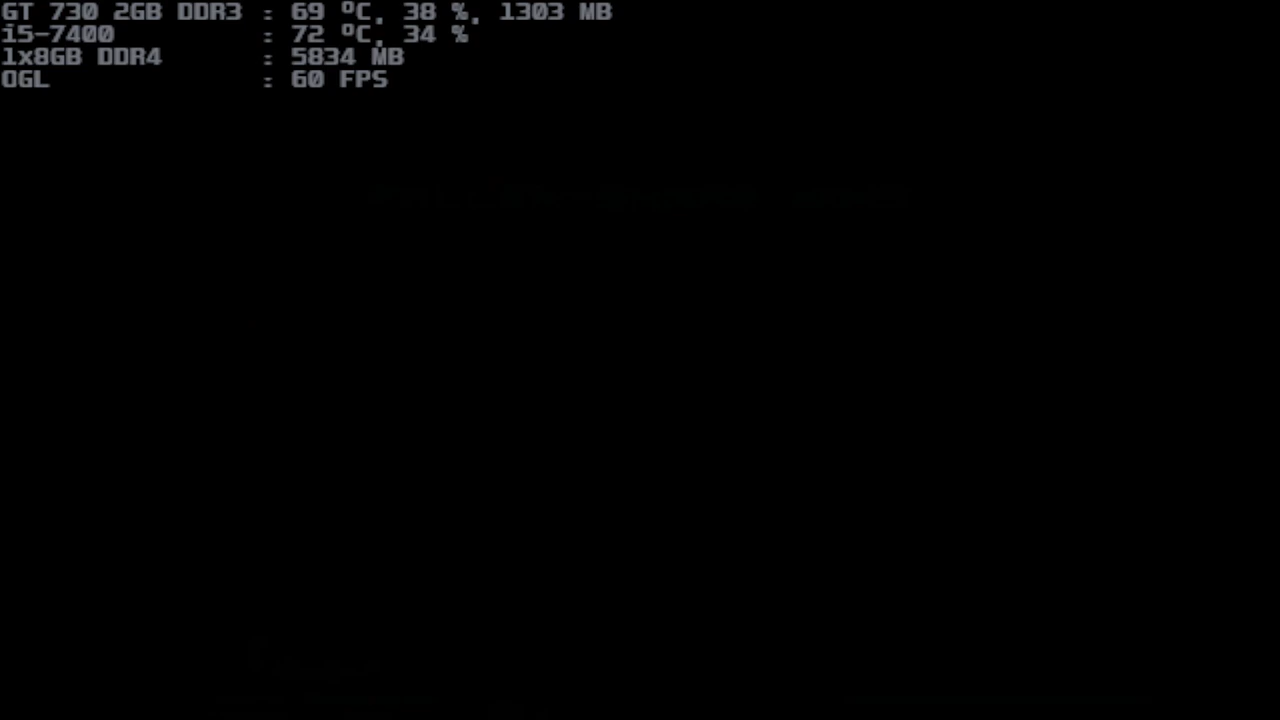 GT 730 2GB DDR3 : 69 ºC, 38 %, 1303 MB
i5-7400 : 72 ºC, 34 %
1x8GB DDR4 : 5834 MB
OGL : 60 FPS